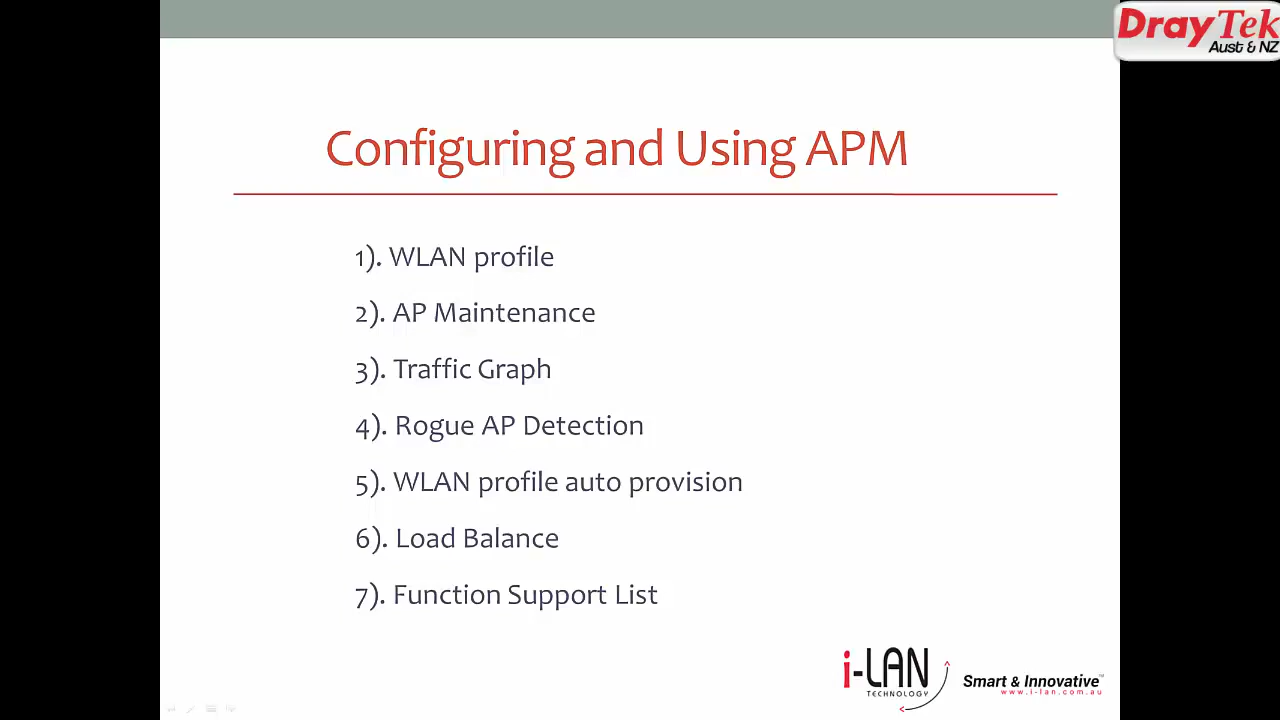 DrayTek
Aust & NZ
Configuring and Using APM
1). WLAN profile
2). AP Maintenance
3). Traffic Graph
4). Rogue AP Detection
5). WLAN profile auto provision
6). Load Balance
7). Function Support List
i-LAN
TECHNOLOGY
Smart & Innovative™
www.i-lan.com.au